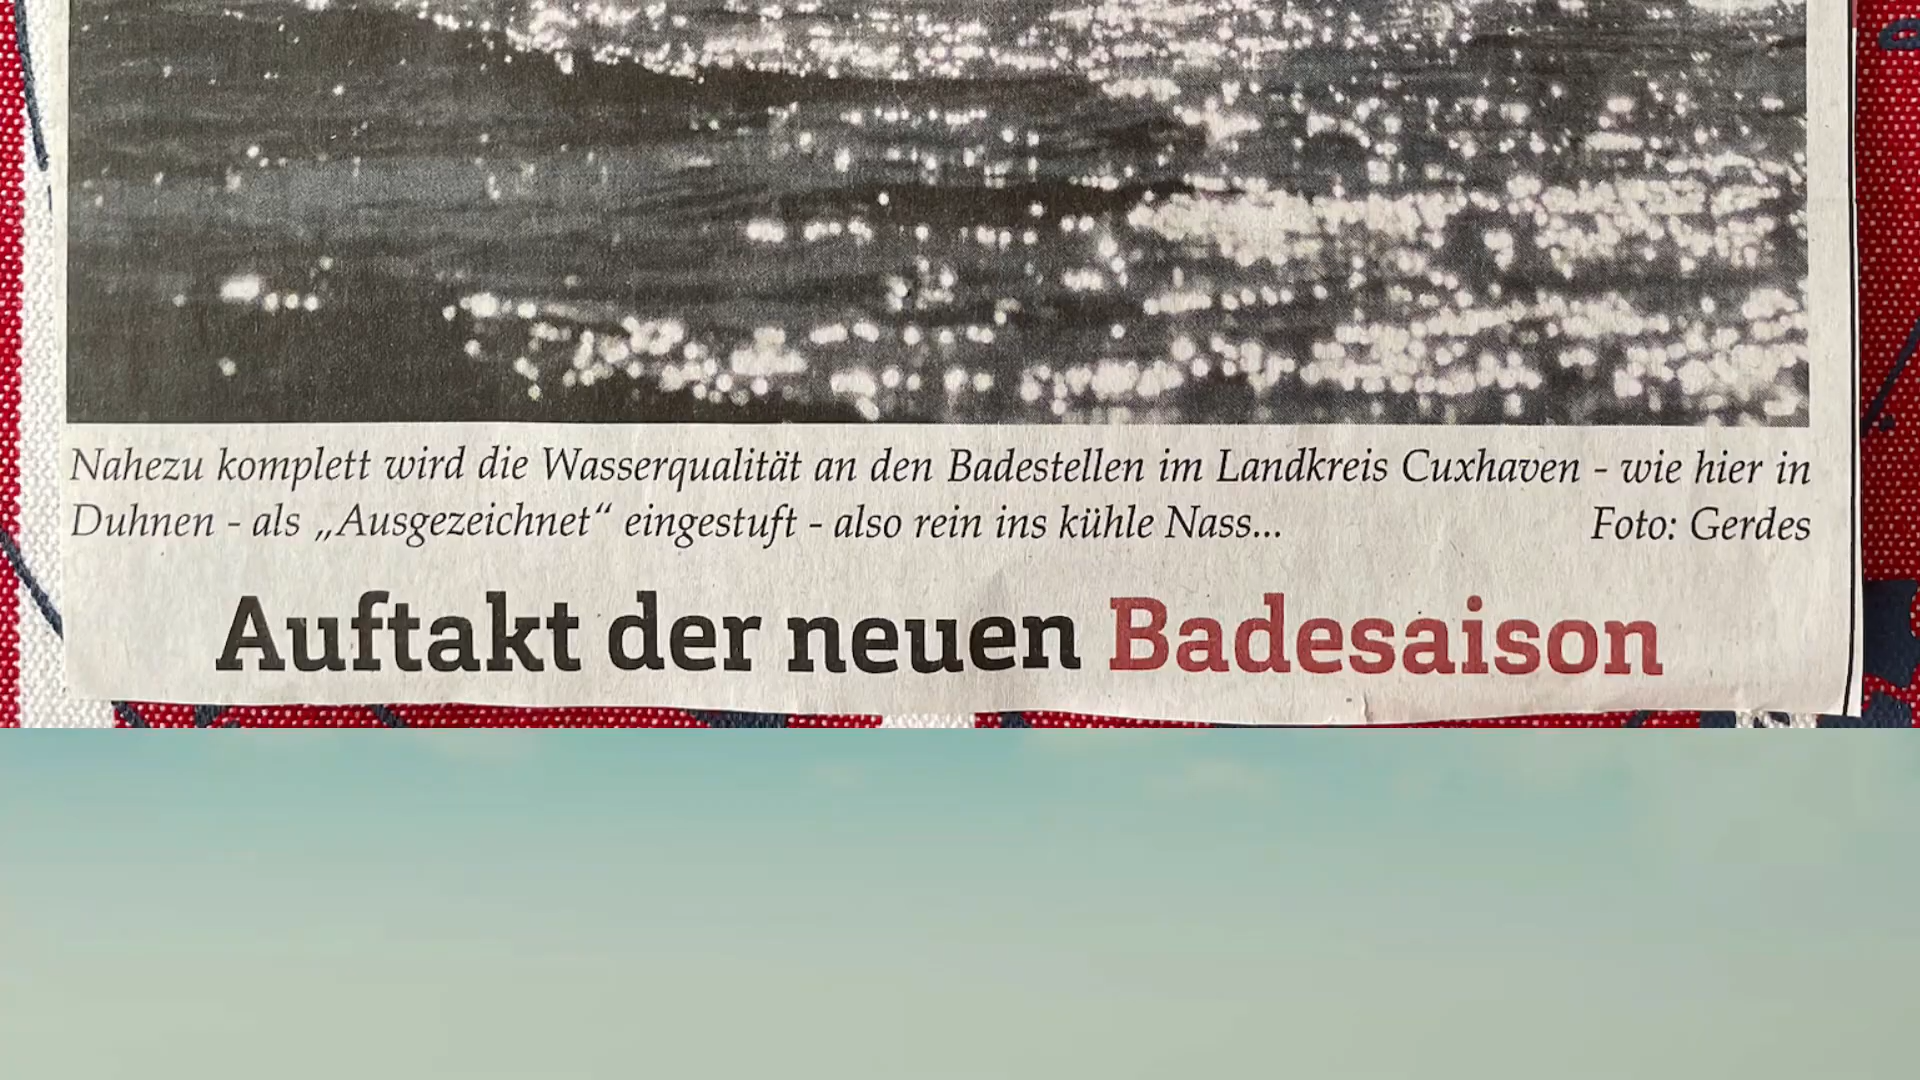 Nahezu komplett wird die Wasserqualität an den Badestellen im Landkreis Cuxhaven - wie hier in
Duhnen - als „Ausgezeichnet“ eingestuft - also rein ins kühle Nass... Foto: Gerdes
Auftakt der neuen Badesaison